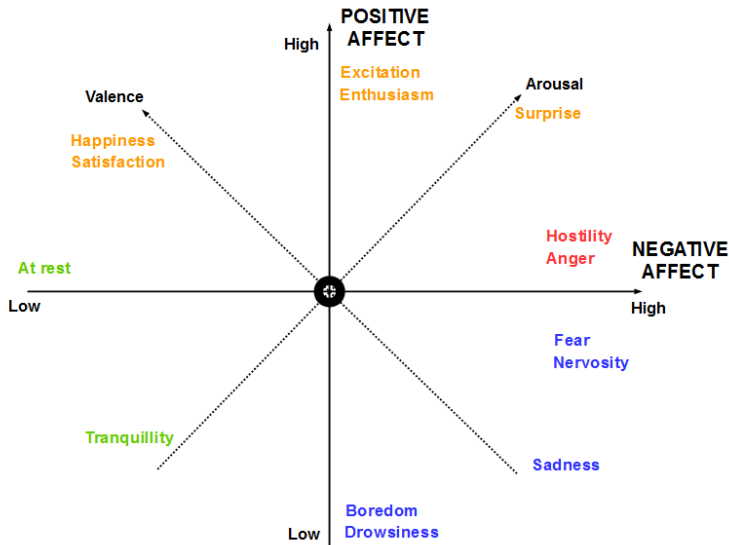 POSITIVE
AFFECT
High
Excitation
Enthusiasm
Valence
Arousal
Surprise
Happiness
Satisfaction
Hostility
Anger
NEGATIVE
AFFECT
At rest
Low
High
Fear
Nervosity
Tranquillity
Sadness
Boredom
Drowsiness
Low